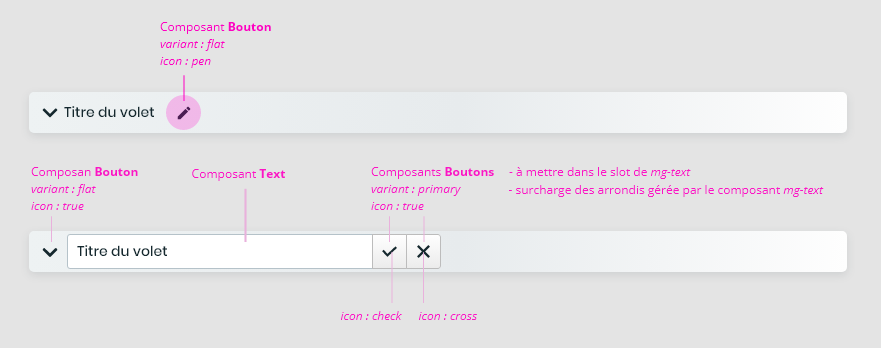 Composant Bouton
variant : flat
icon : pen
Titre du volet
Composan Bouton
variant : flat
icon : true
Composant Text
Composants Boutons
variant : primary
icon : true
- à mettre dans le slot de mg-text
- surcharge des arrondis gérée par le composant mg-text
Titre du volet
icon : check
icon : cross